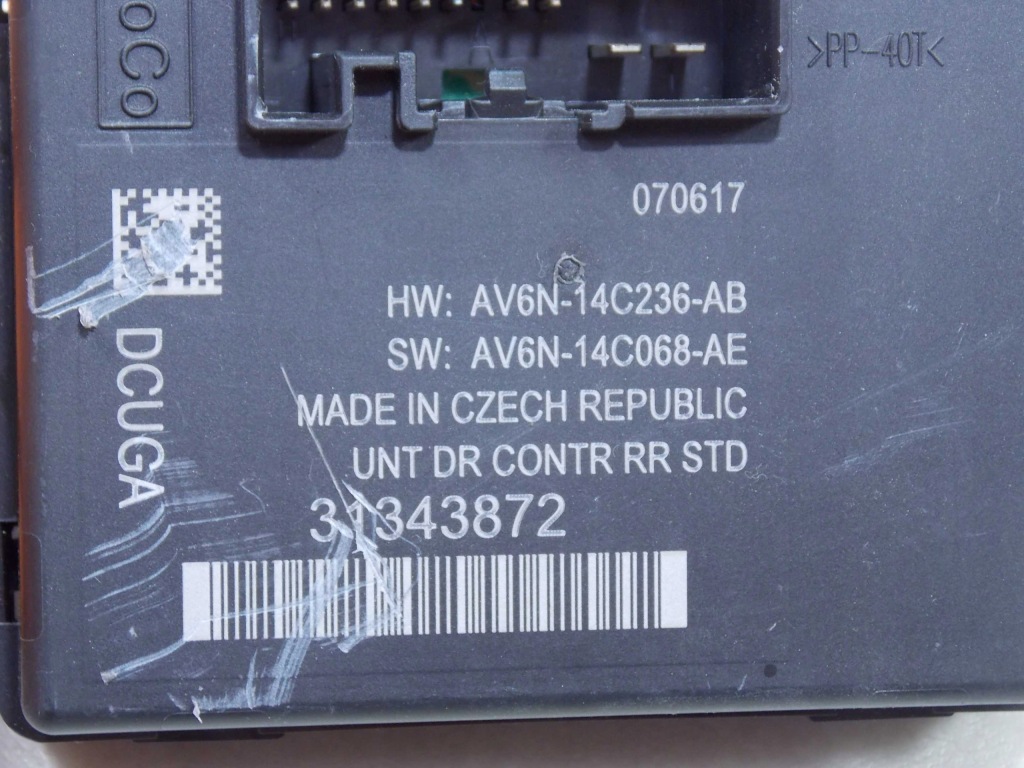 oCo
>PP-40T<
070617
HW: AV6N-14C236-AB
SW: AV6N-14C068-AE
MADE IN CZECH REPUBLIC
UNT DR CONTR RR STD
31343872
DCUGA